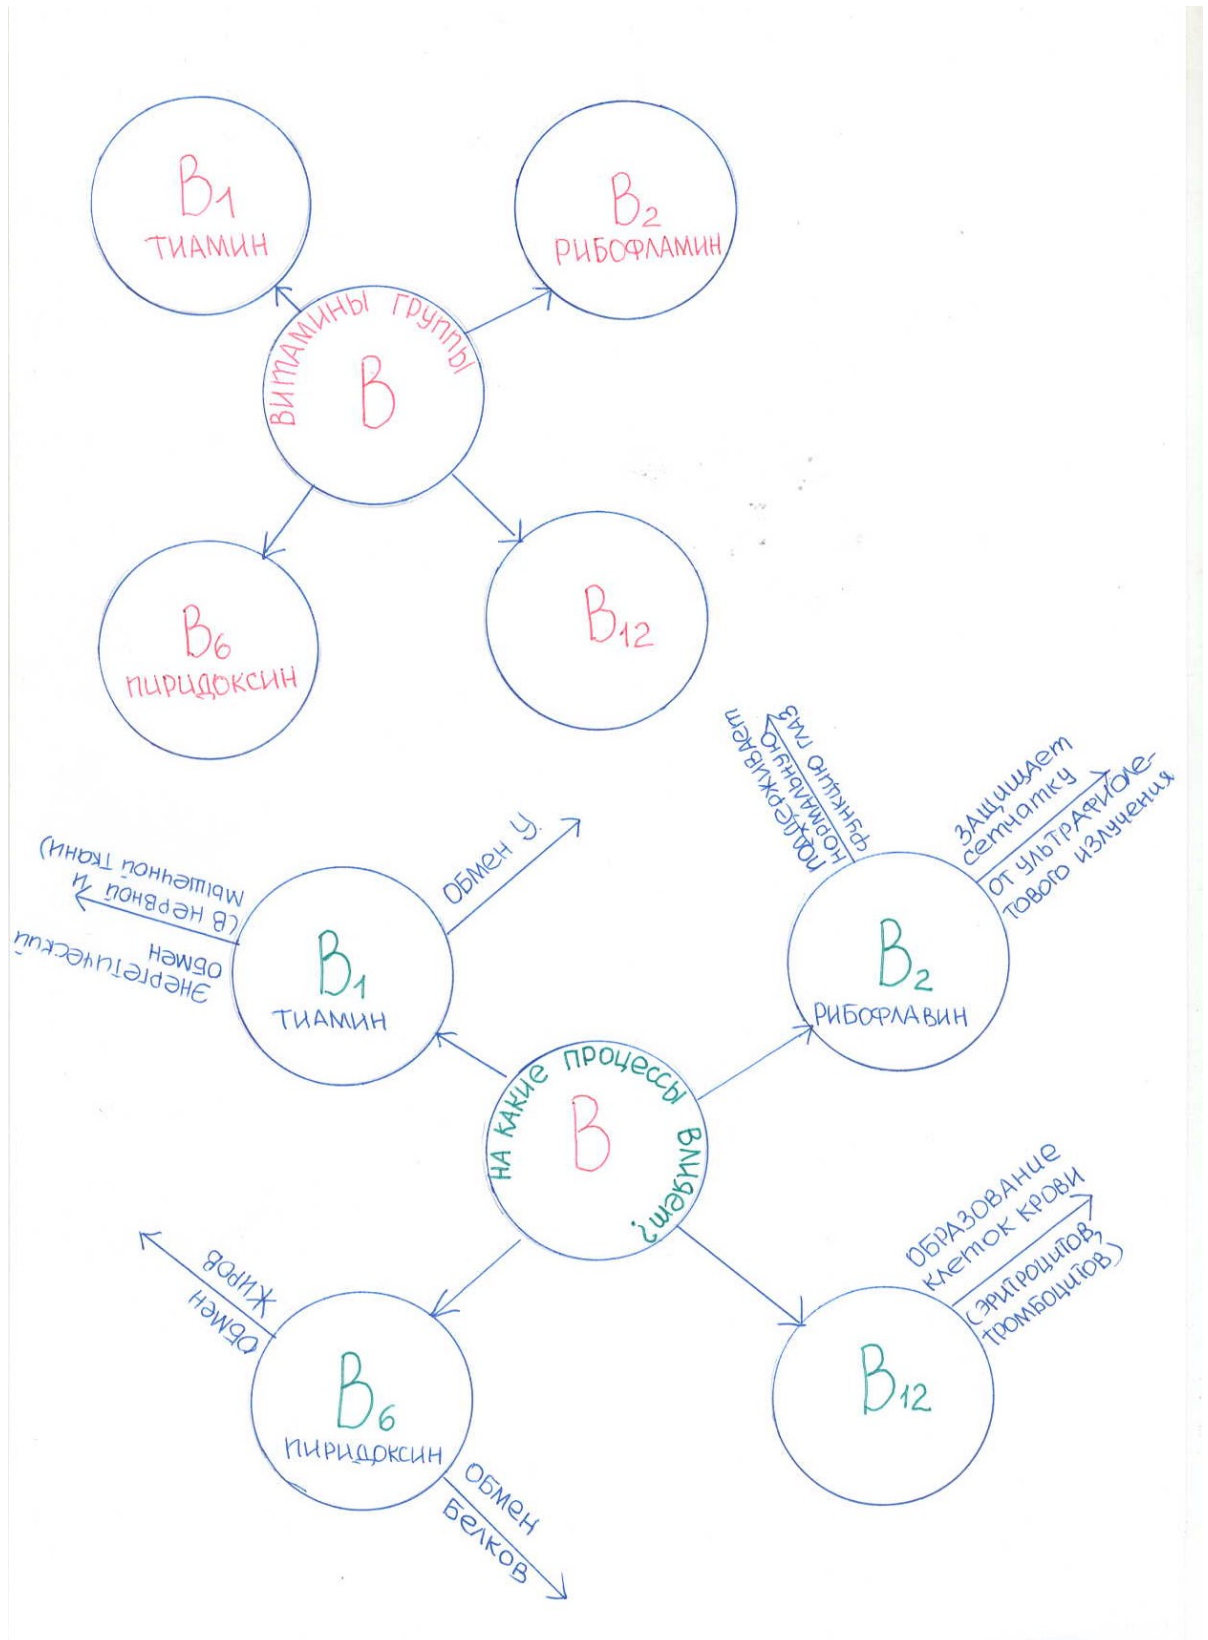 B1
ТИАМИН
B2
РИБОФЛАМИН
ВИТАМИНЫ ГРУППЫ
B
B6
ПИРИДОКСИН
B12
ОБМЕН У.
ЭНЕРГЕТИЧЕСКИЙ
ОБМЕН
(В НЕРВНОЙ И
МЫШЕЧНОЙ ТКАНИ)
B1
ТИАМИН
ПОДДЕРЖИВАЕТ
НОРМАЛЬНУЮ
ФУНКЦИЮ ГЛАЗ
ЗАЩИЩАЕТ
СЕТЧАТКУ
ОТ УЛЬТРАФИОЛЕ-
ТОВОГО ИЗЛУЧЕНИЯ
B2
РИБОФЛАВИН
НА КАКИЕ ПРОЦЕССЫ ВЛИЯЕТ?
B
ОБМЕН
ЖИРОВ
B6
ПИРИДОКСИН
ОБМЕН
БЕЛКОВ
ОБРАЗОВАНИЕ
КЛЕТОК КРОВИ
(ЭРИТРОЦИТОВ,
ТРОМБОЦИТОВ)
B12